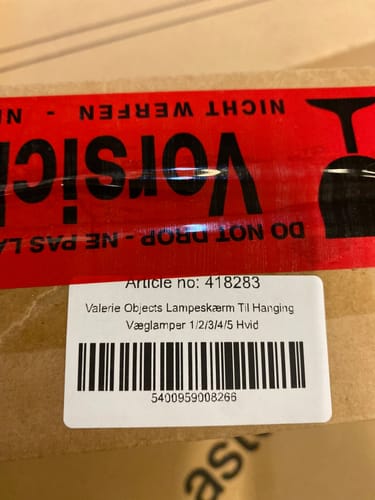 NICHT WERFEN - N
Vorsic
DO NOT DROP - NE PAS LA
Article no: 418283
Valerie Objects Lampeskærm Til Hanging
Væglamper 1/2/3/4/5 Hvid
5400959008266
aste